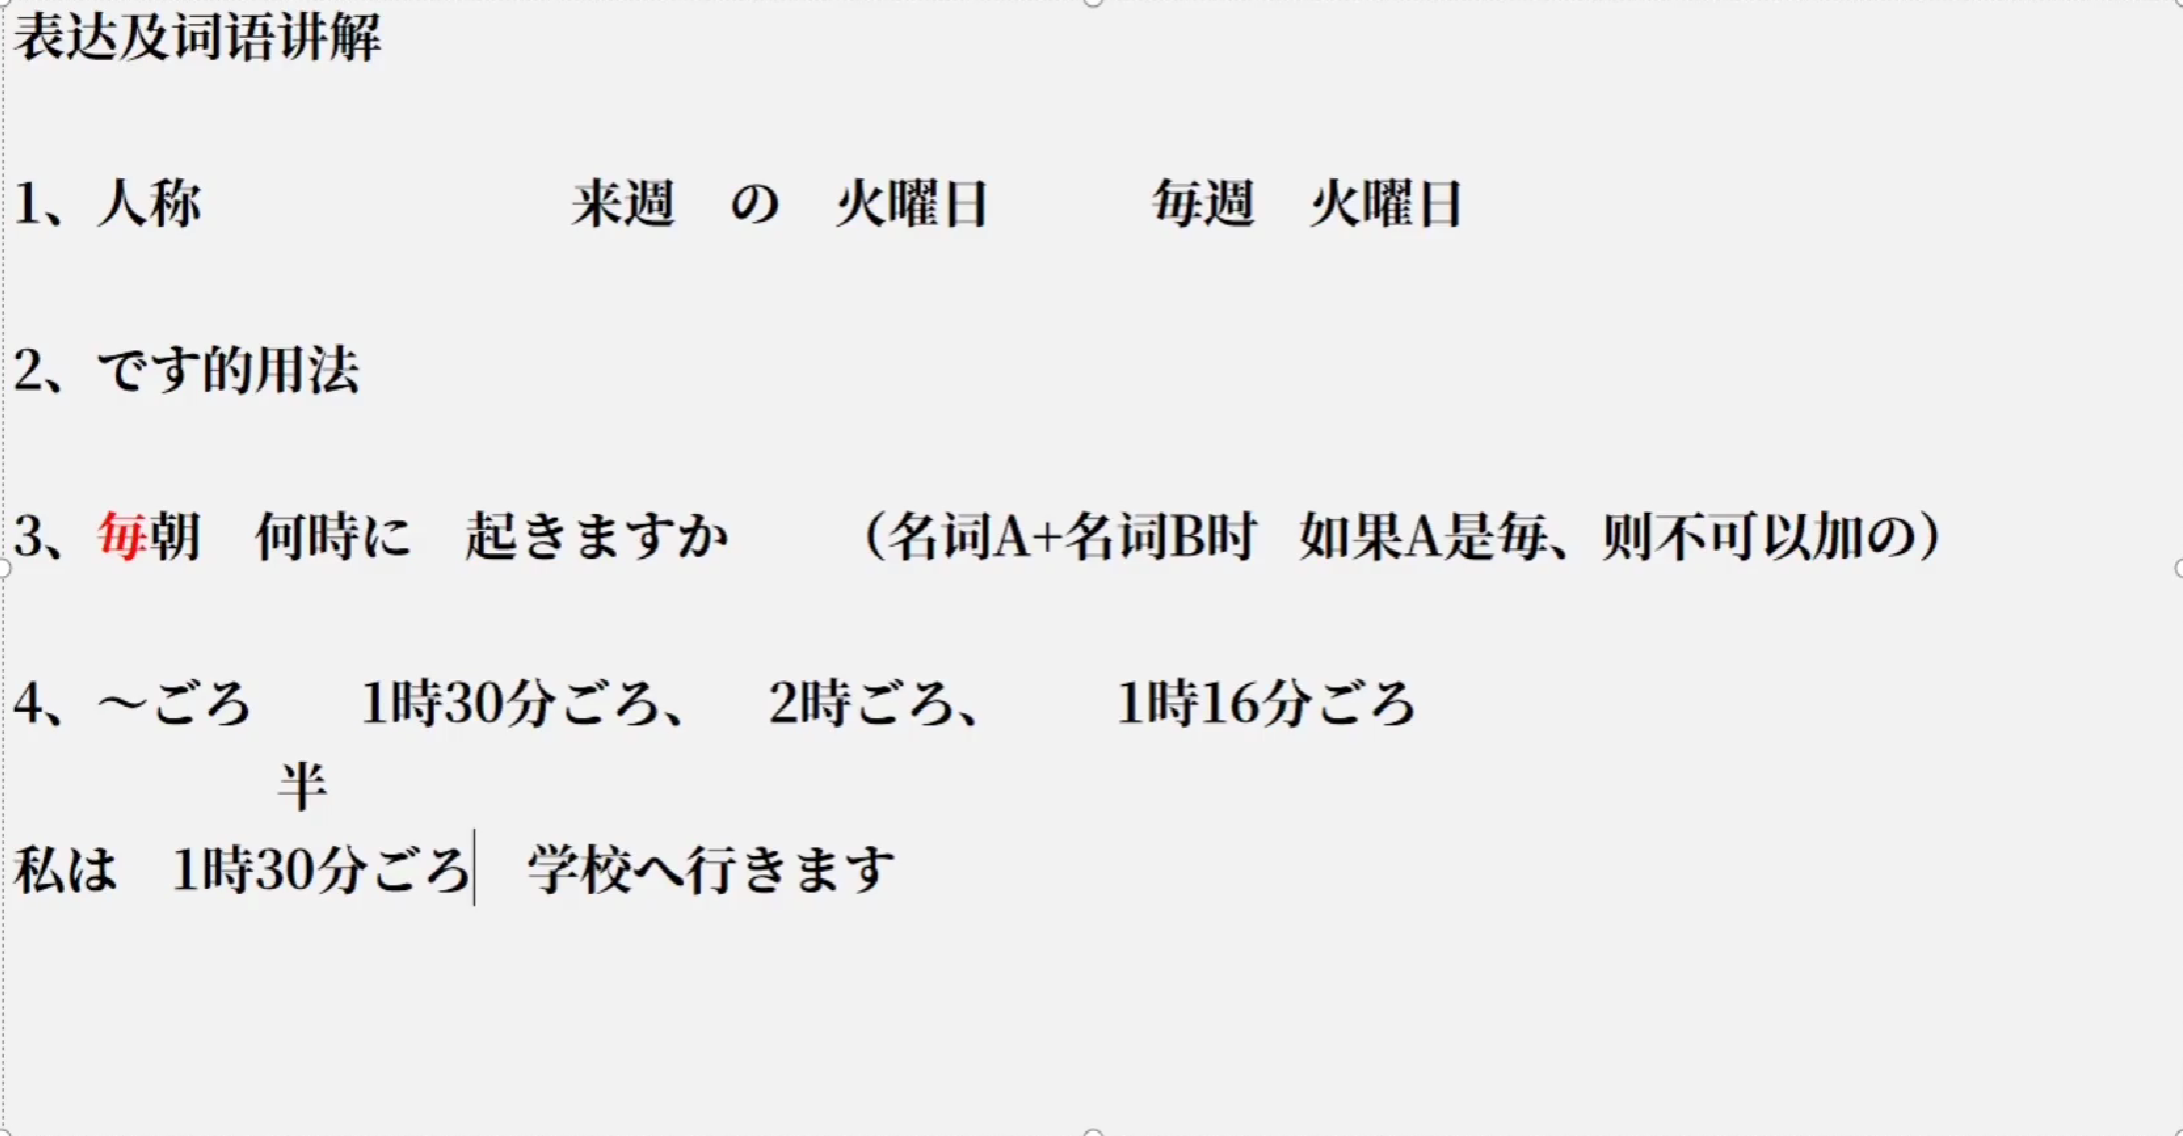 表达及词语讲解
1、人称　来週　の　火曜日　毎週　火曜日
2、です的用法
3、毎朝　何時に　起きますか　（名词A+名词B时 如果A是毎、则不可以加の）
4、～ごろ　1時30分ごろ、　2時ごろ、　1時16分ごろ
半
私は　1時30分ごろ　学校へ行きます